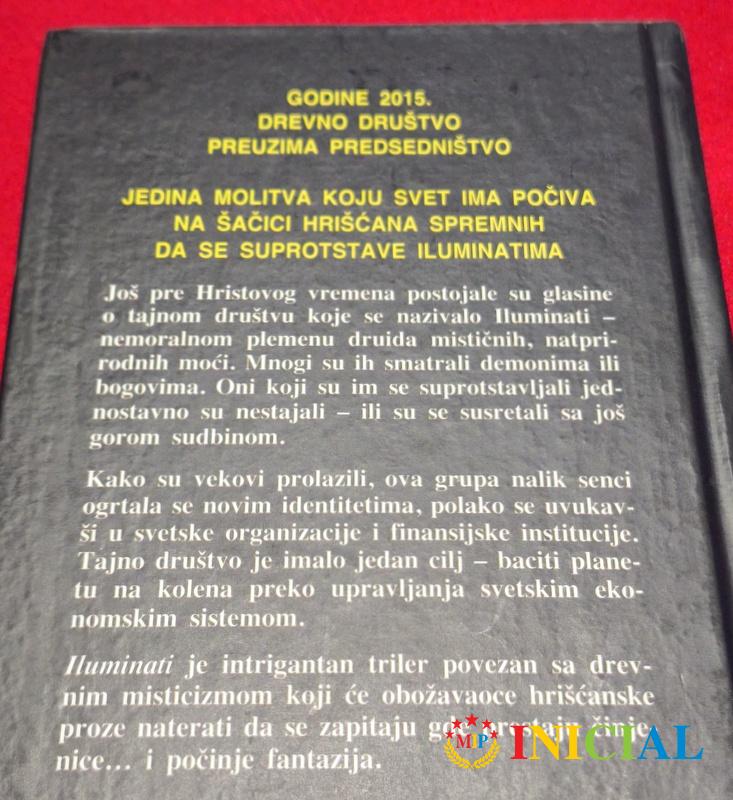 GODINE 2015.
DREVNO DRUŠTVO
PREUZIMA PREDSEDNIŠTVO
JEDINA MOLITVA KOJU SVET IMA POČIVA
NA ŠAČICI HRIŠĆANA SPREMNIH
DA SE SUPROTSTAVE ILUMINATIMA
Još pre Hristovog vremena postojale su glasine
o tajnom društvu koje se nazivalo Iluminati –
nemoralnom plemenu druida mističnih, natpri-
rodnih moći. Mnogi su ih smatrali demonima ili
bogovima. Oni koji su im se suprotstavljali jed-
nostavno su nestajali – ili su se susretali sa još
gorom sudbinom.
Kako su vekovi prolazili, ova grupa nalik senci
ogrtala se novim identitetima, polako se uvukav-
ši u svetske organizacije i finansijske institucije.
Tajno društvo je imalo jedan cilj – baciti plane-
tu na kolena preko upravljanja svetskim eko-
nomskim sistemom.
Iluminati je intrigantan triler povezan sa drev-
nim misticizmom koji će obožavaoce hrišćanske
proze naterati da se zapitaju gde prestaju činje
nice... i počinje fantazija.
MIP INICIAL